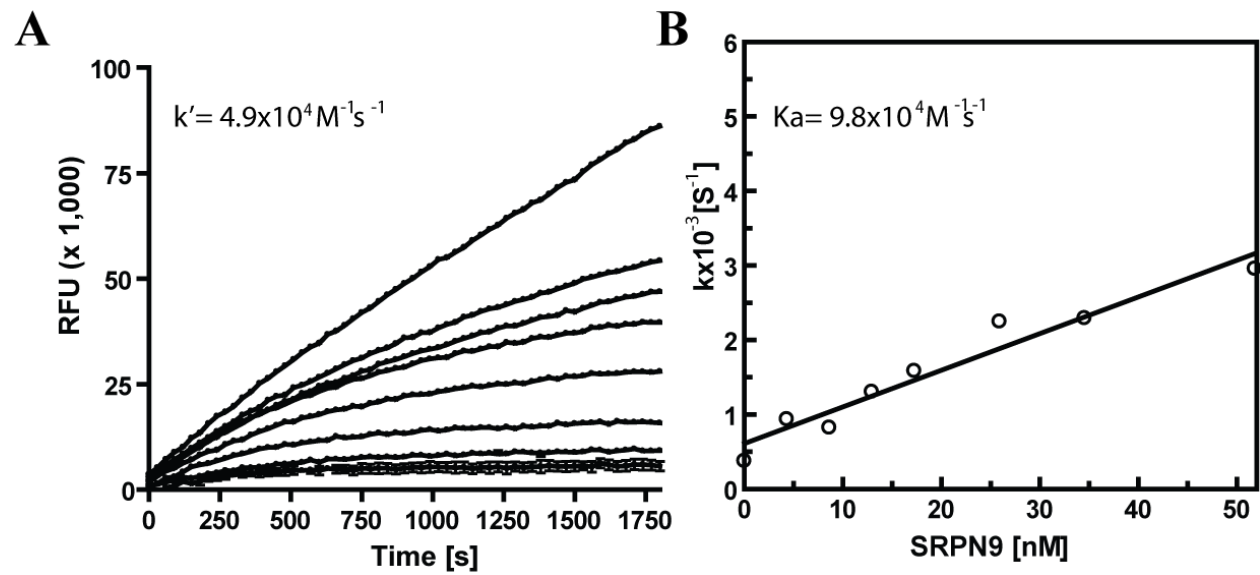 A
100
75
50
25
0
RFU (x 1,000)
k’= 4.9x10⁴M⁻¹s⁻¹
0 250 500 750 1000 1250 1500 1750
Time [s]
B
6
5
4
3
2
1
0
kx10⁻³[S⁻¹]
Ka= 9.8x10⁴M⁻¹⁻¹
0 10 20 30 40 50
SRPN9 [nM]